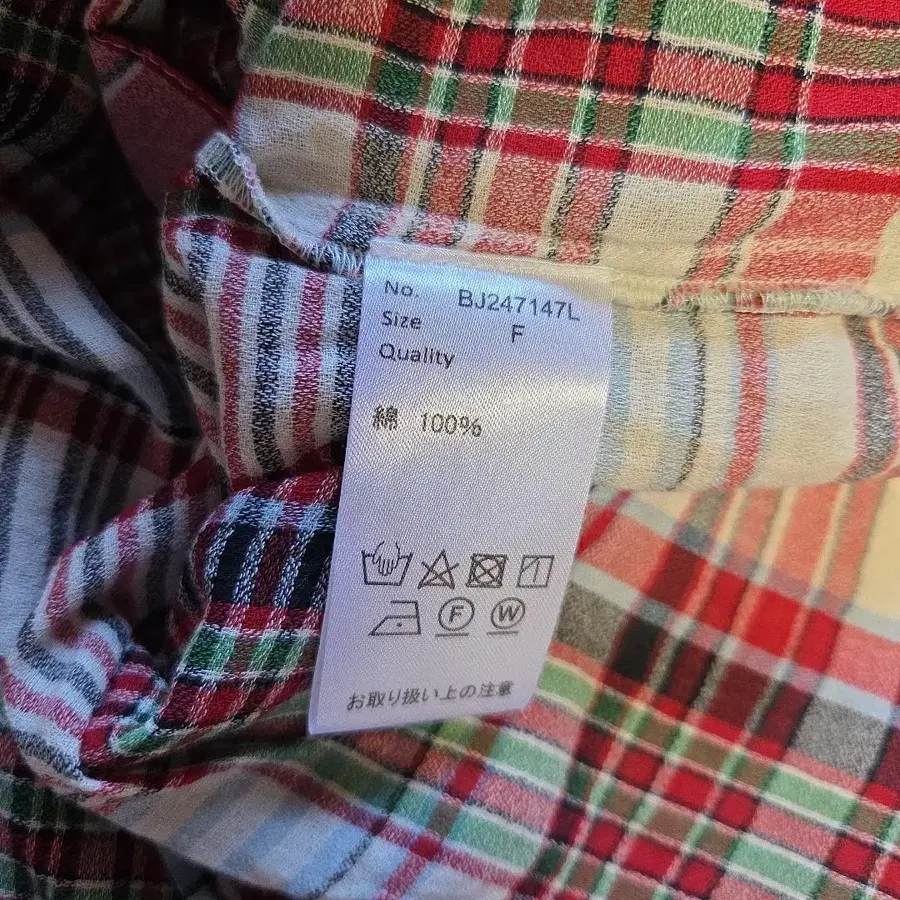 No. BJ247147L
Size F
Quality
綿 100%
F W
お取り扱い上の注意